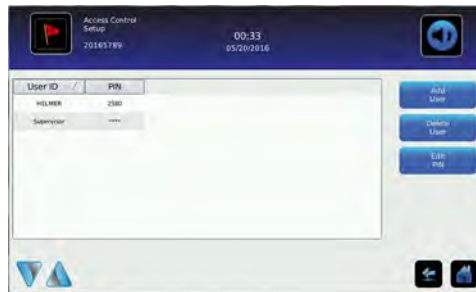 Access Control
Setup
20165789
00:33
05/20/2016
User ID / PIN
HELMER 2580
Supervisor ****
Add
User
Delete
User
Edit
PIN